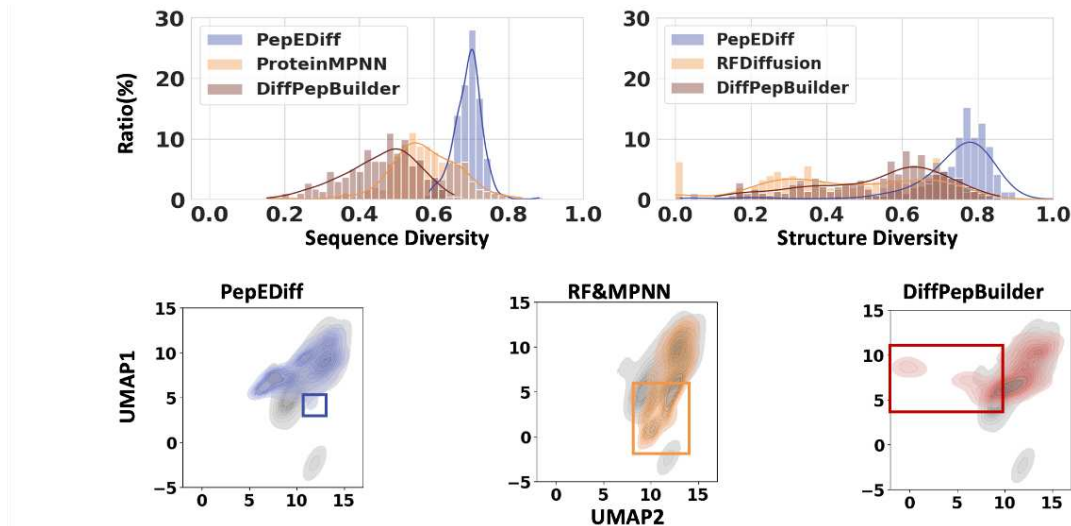 30
20
10
0
Ratio(%)
PepEDiff
ProteinMPNN
DiffPepBuilder
0.0 0.2 0.4 0.6 0.8 1.0
Sequence Diversity
30
20
10
0
PepEDiff
RFDiffusion
DiffPepBuilder
0.0 0.2 0.4 0.6 0.8 1.0
Structure Diversity
PepEDiff
15
10
5
0
−5
UMAP1
0 5 10 15
RF&MPNN
15
10
5
0
−5
0 5 10 15
UMAP2
DiffPepBuilder
15
10
5
0
−5
0 5 10 15